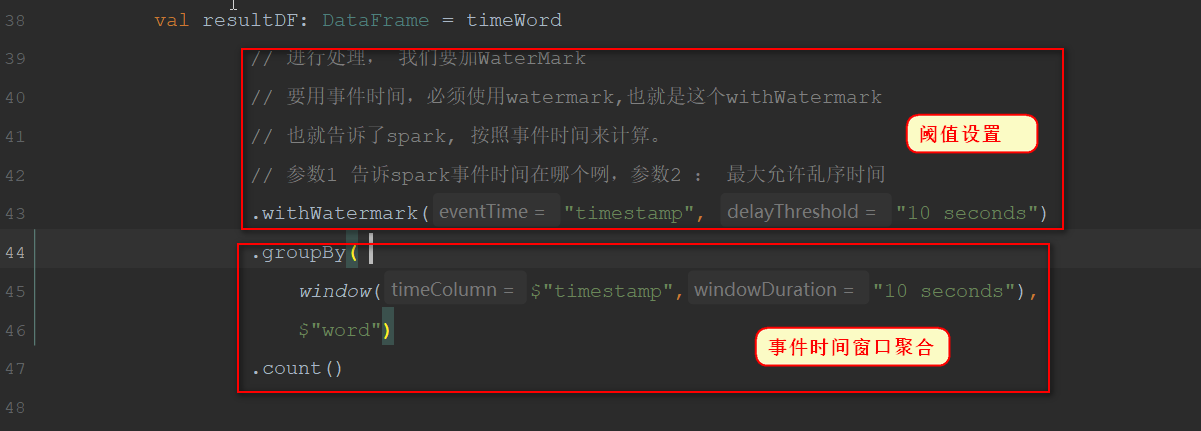 38 val resultDF: DataFrame = timeWord
39 // 进行处理， 我们要加WaterMark
40 // 要用事件时间，必须使用watermark,也就是这个withWatermark
41 // 也就告诉了spark, 按照事件时间来计算。
阈值设置
42 // 参数1 告诉spark事件时间在哪个咧，参数2 ： 最大允许乱序时间
43 .withWatermark( eventTime = "timestamp", delayThreshold = "10 seconds")
44 .groupBy(
45 window( timeColumn = $"timestamp", windowDuration = "10 seconds"),
46 $"word")
事件时间窗口聚合
47 .count()
48